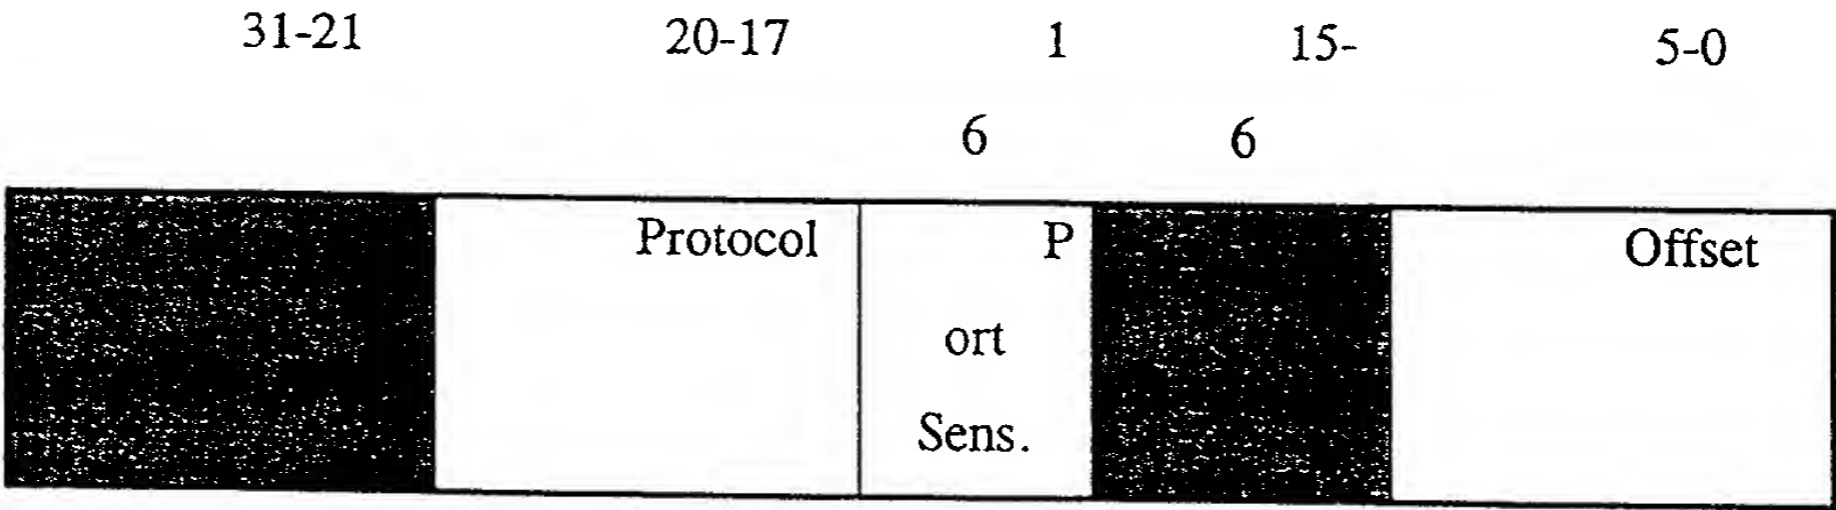 31-21 20-17 1 15- 5-0
6 6
Protocol P Offset
ort
Sens.